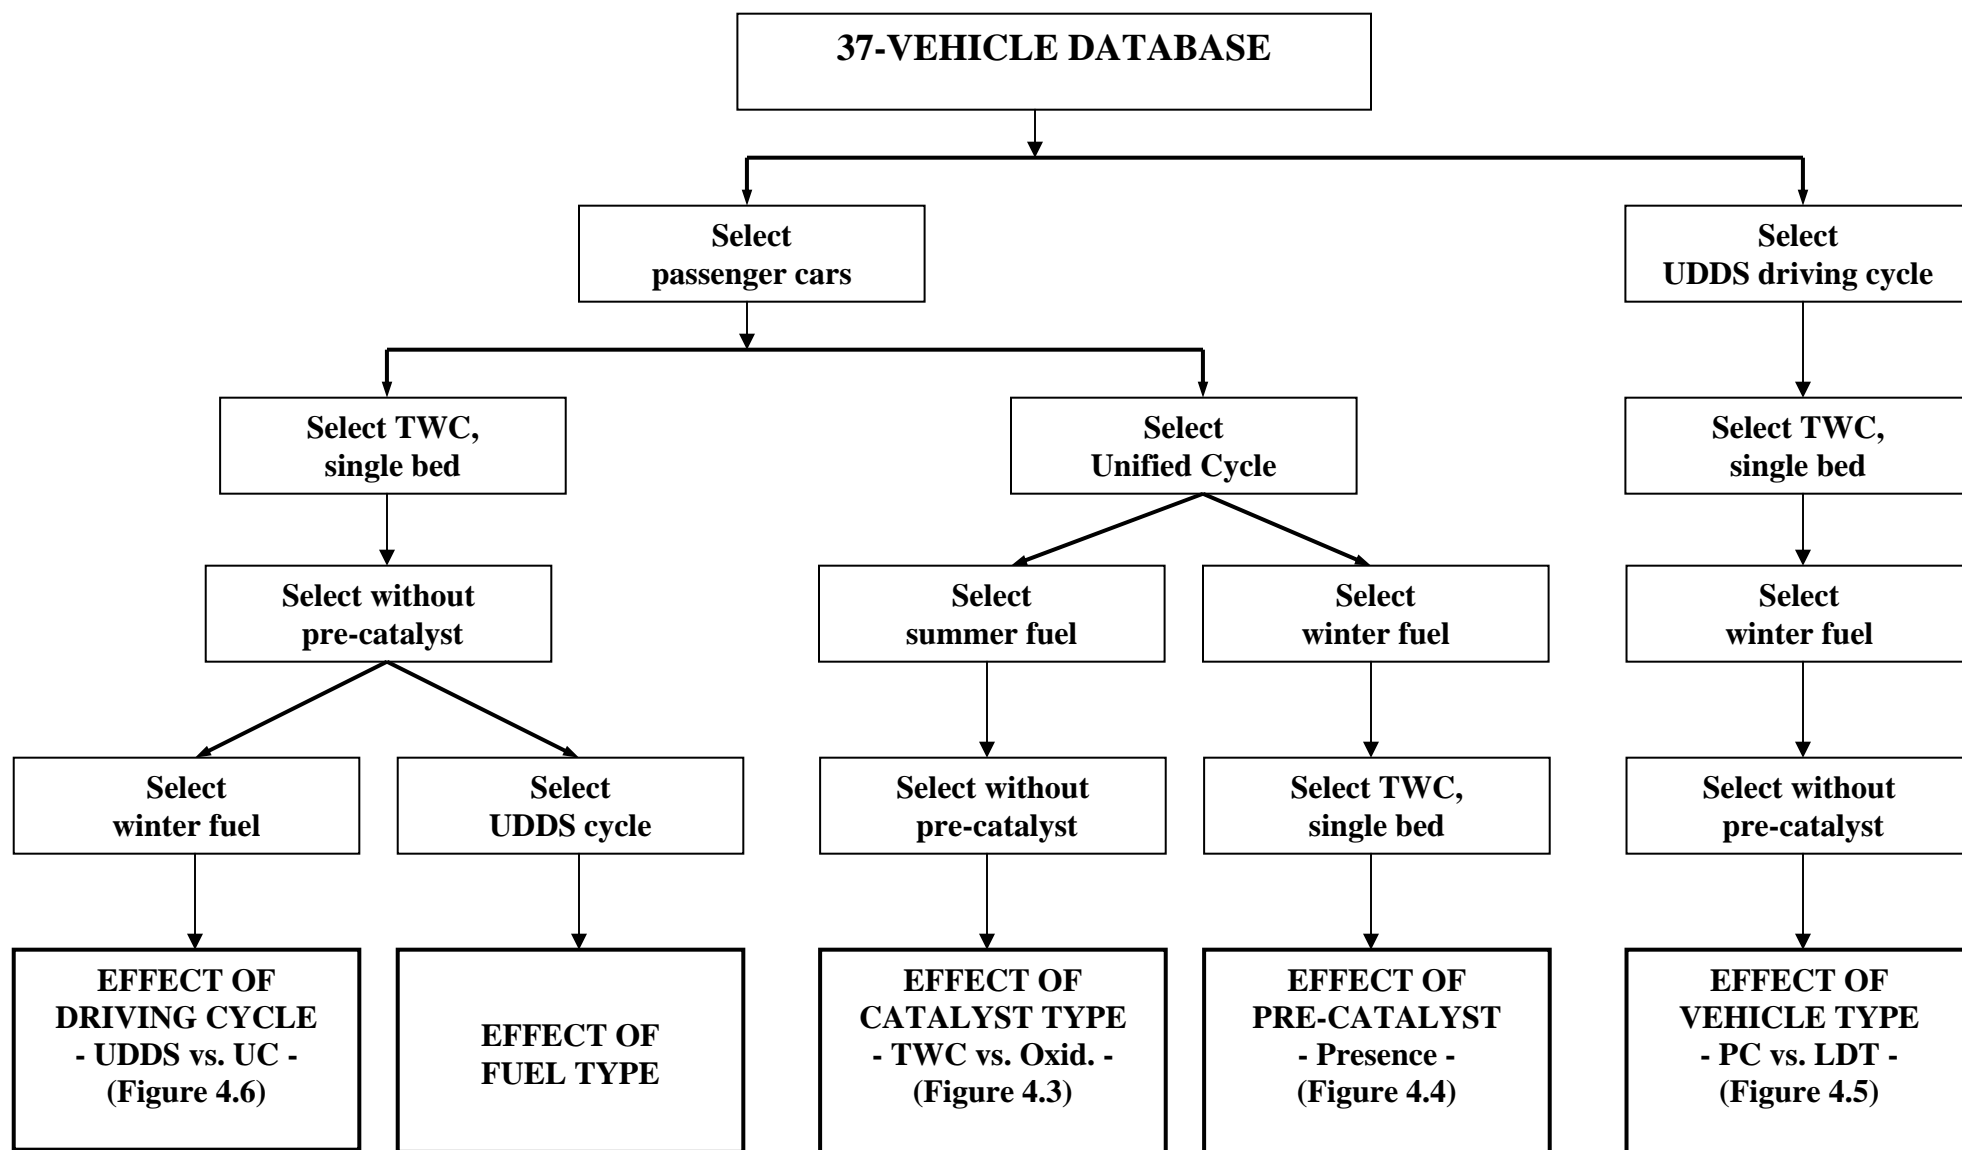 37-VEHICLE DATABASE
Select
passenger cars
Select
UDDS driving cycle
Select TWC,
single bed
Select
Unified Cycle
Select TWC,
single bed
Select without
pre-catalyst
Select
summer fuel
Select
winter fuel
Select
winter fuel
Select
winter fuel
Select
UDDS cycle
Select without
pre-catalyst
Select TWC,
single bed
Select without
pre-catalyst
EFFECT OF
DRIVING CYCLE
- UDDS vs. UC -
(Figure 4.6)
EFFECT OF
FUEL TYPE
EFFECT OF
CATALYST TYPE
- TWC vs. Oxid. -
(Figure 4.3)
EFFECT OF
PRE-CATALYST
- Presence -
(Figure 4.4)
EFFECT OF
VEHICLE TYPE
- PC vs. LDT -
(Figure 4.5)